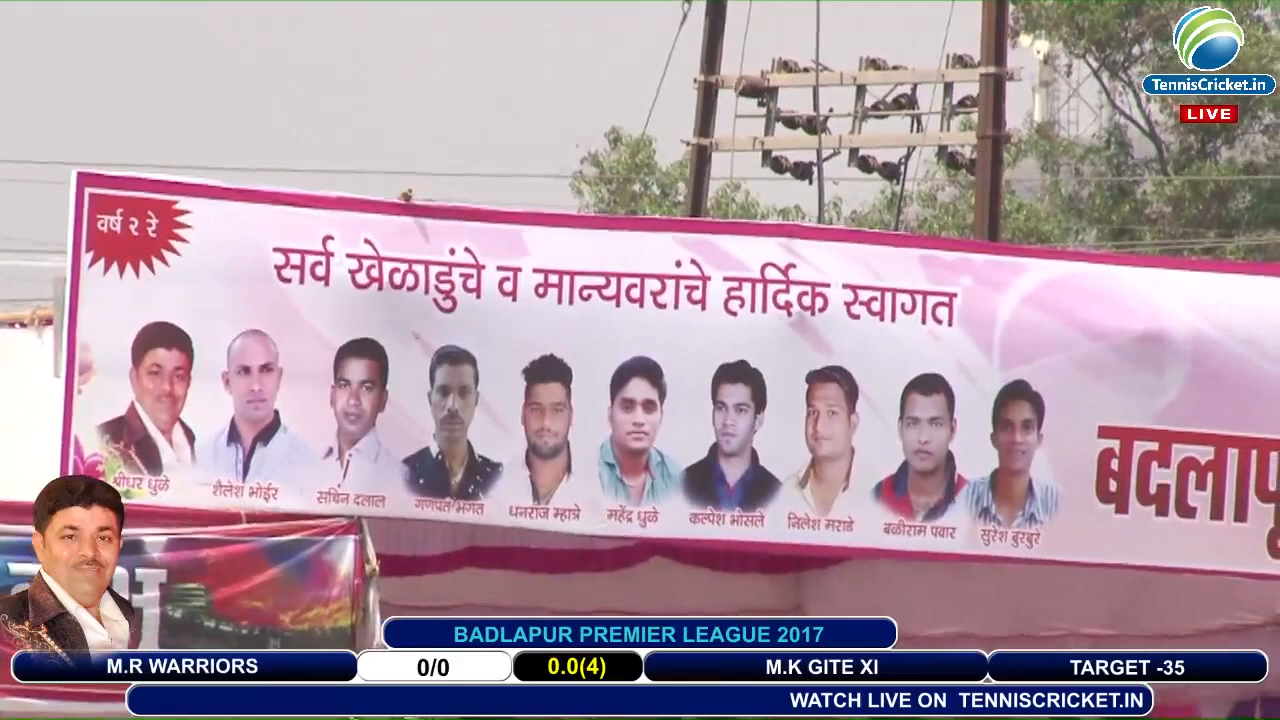 TennisCricket.in
LIVE
वर्ष २ रे
सर्व खेळाडुंचे व मान्यवरांचे हार्दिक स्वागत
श्रीधर धुळे
शैलेश भोईर
सचिन दलाल
गणपत भगत
धनराज म्हात्रे
महेंद्र धुळे
कल्पेश भोसले
निलेश मराडे
बळीराम पवार
सुरेश बुरबुरे
BADLAPUR PREMIER LEAGUE 2017
M.R WARRIORS 0/0 0.0(4) M.K GITE XI TARGET -35
WATCH LIVE ON TENNISCRICKET.IN